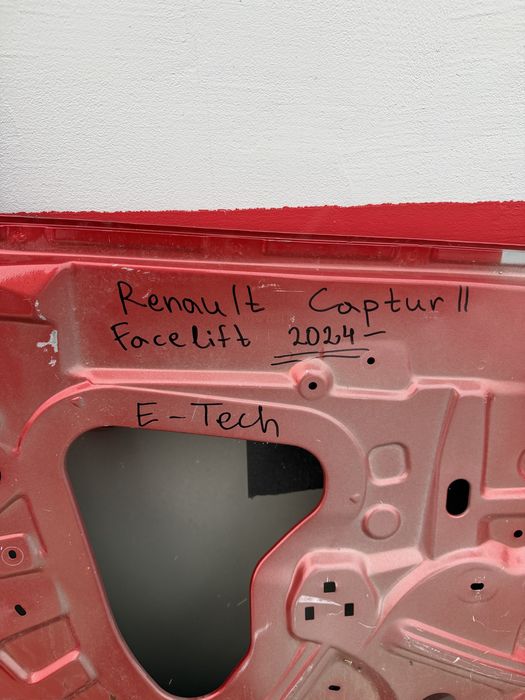 Renault Captur II
Facelift 2024-
E-Tech